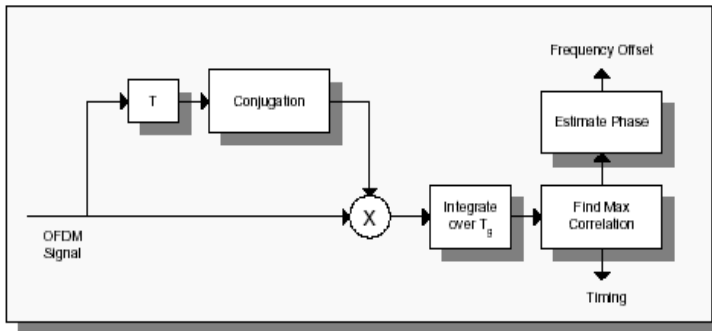 Frequency Offset
T
Conjugation
Estimate Phase
X
Integrate
over Tg
Find Max
Correlation
OFDM
Signal
Timing